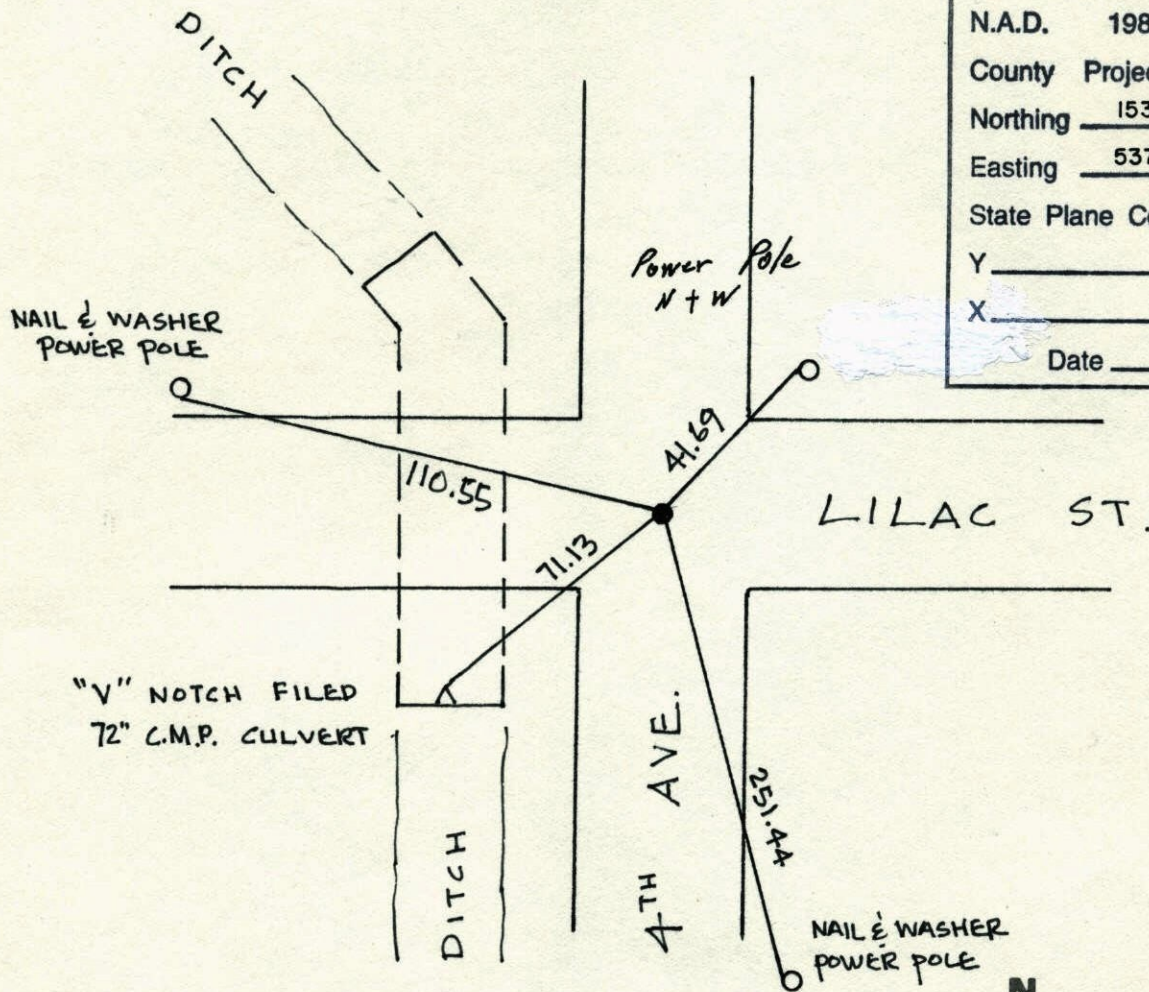 N.A.D. 198
County Projec
Northing 153
Easting 537
State Plane Co
Y
X
Date
DITCH
Power Pole
N + W
NAIL & WASHER
POWER POLE
41.69
110.55
LILAC ST.
71.13
"V" NOTCH FILED
72" C.M.P. CULVERT
4TH AVE.
251.44
DITCH
NAIL & WASHER
POWER POLE
N